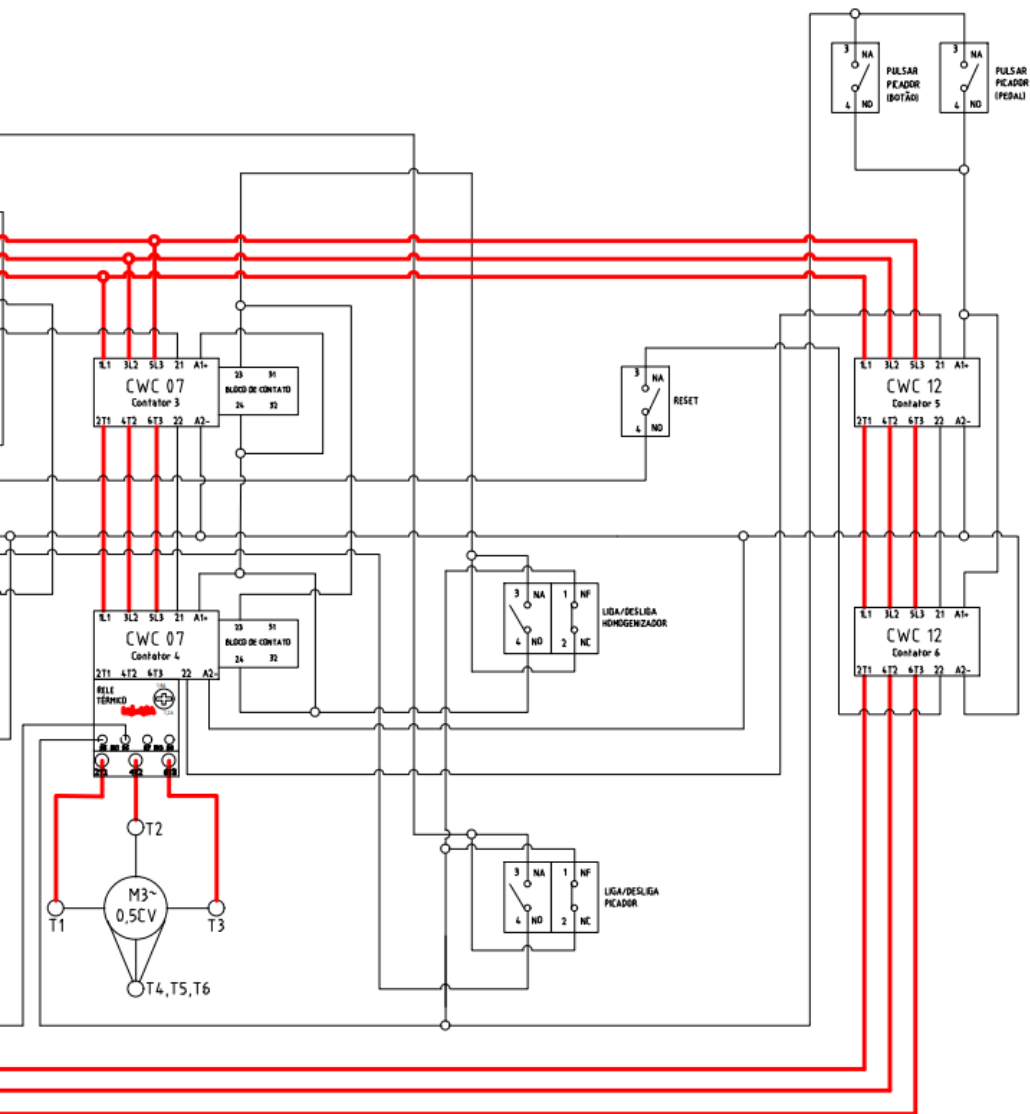 3 NA
4 NO
PULSAR
PICADOR
(BOTÃO)
3 NA
4 NO
PULSAR
PICADOR
(PEDAL)
1L1 3L2 5L3 21 A1+
CWC 07
Contator 3
2T1 4T2 6T3 22 A2-
23 31
BLOCO DE CONTATO
24 32
3 NA
4 NO
RESET
1L1 3L2 5L3 21 A1+
CWC 12
Contator 5
2T1 4T2 6T3 22 A2-
1L1 3L2 5L3 21 A1+
CWC 07
Contator 4
2T1 4T2 6T3 22 A2-
23 31
BLOCO DE CONTATO
24 32
3 NA 1 NF
4 NO 2 NC
LIGA/DESLIGA
HOMOGENIZADOR
1L1 3L2 5L3 21 A1+
CWC 12
Contator 6
2T1 4T2 6T3 22 A2-
RELE
TÉRMICO
2T1 4T2 6T3
T2
M3~
0,5CV
T1
T3
T4,T5,T6
3 NA 1 NF
4 NO 2 NC
LIGA/DESLIGA
PICADOR